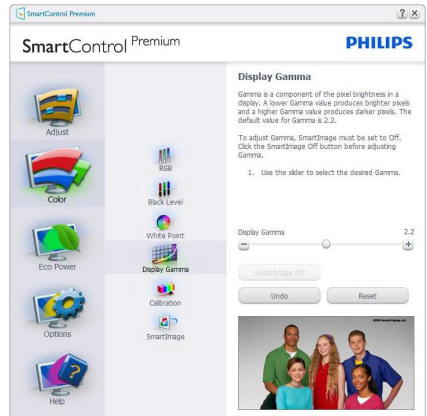 SmartControl Premium
? ×
SmartControl Premium
PHILIPS
Adjust
Color
Eco Power
Options
Help
RGB
Black Level
White Point
Display Gamma
Calibration
SmartImage
Display Gamma
Gamma is a component of the pixel brightness in a
display. A lower Gamma value produces brighter pixels
and a higher Gamma value produces darker pixels. The
default value for Gamma is 2.2.
To adjust Gamma, SmartImage must be set to Off.
Click the SmartImage Off button before adjusting
Gamma.
1. Use the slider to select the desired Gamma.
Display Gamma 2.2
SmartImage Off
Undo Reset